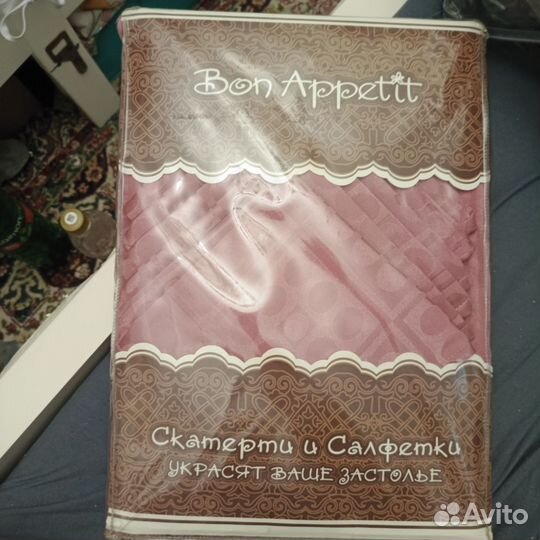 Bon Appetit
Скатерти и Салфетки
УКРАСЯТ ВАШЕ ЗАСТОЛЬЕ
Avito